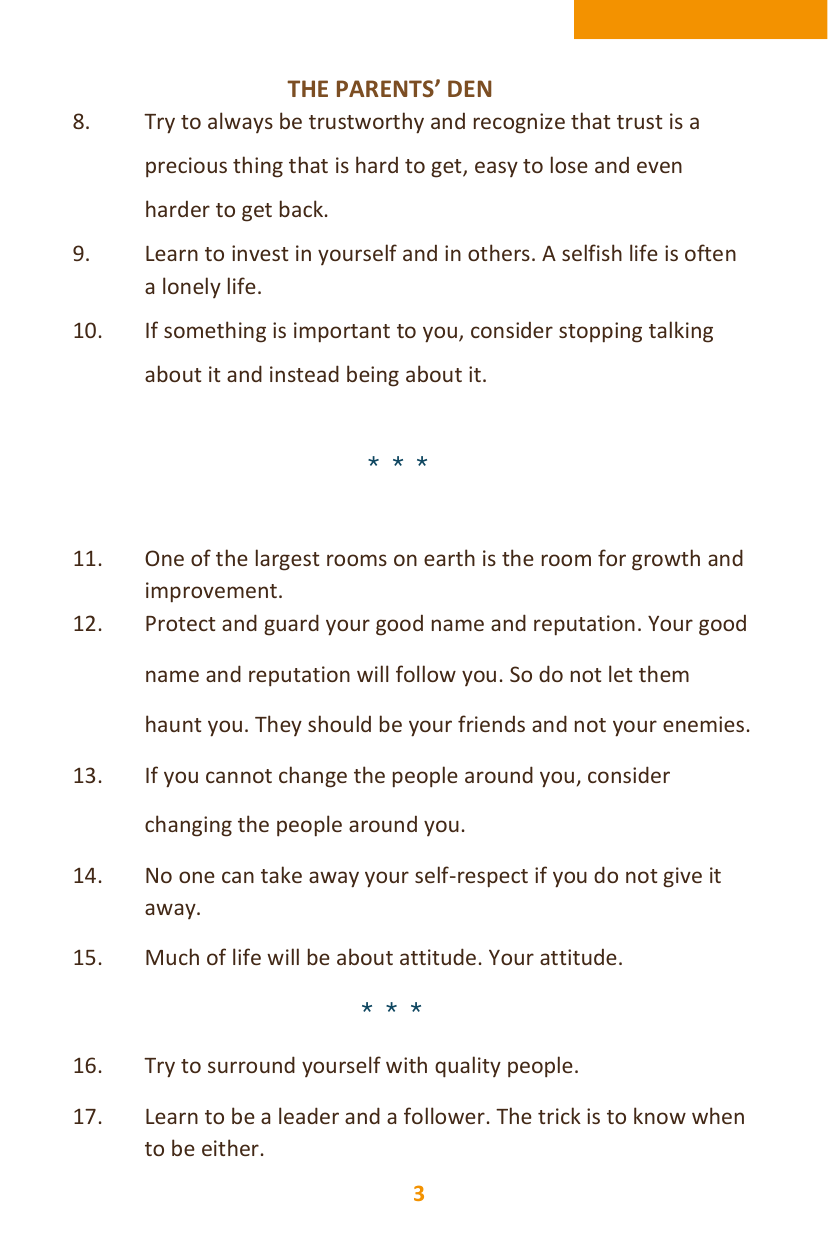 THE PARENTS’ DEN
8. Try to always be trustworthy and recognize that trust is a
precious thing that is hard to get, easy to lose and even
harder to get back.
9. Learn to invest in yourself and in others. A selfish life is often
a lonely life.
10. If something is important to you, consider stopping talking
about it and instead being about it.
* * *
11. One of the largest rooms on earth is the room for growth and
improvement.
12. Protect and guard your good name and reputation. Your good
name and reputation will follow you. So do not let them
haunt you. They should be your friends and not your enemies.
13. If you cannot change the people around you, consider
changing the people around you.
14. No one can take away your self-respect if you do not give it
away.
15. Much of life will be about attitude. Your attitude.
* * *
16. Try to surround yourself with quality people.
17. Learn to be a leader and a follower. The trick is to know when
to be either.
3